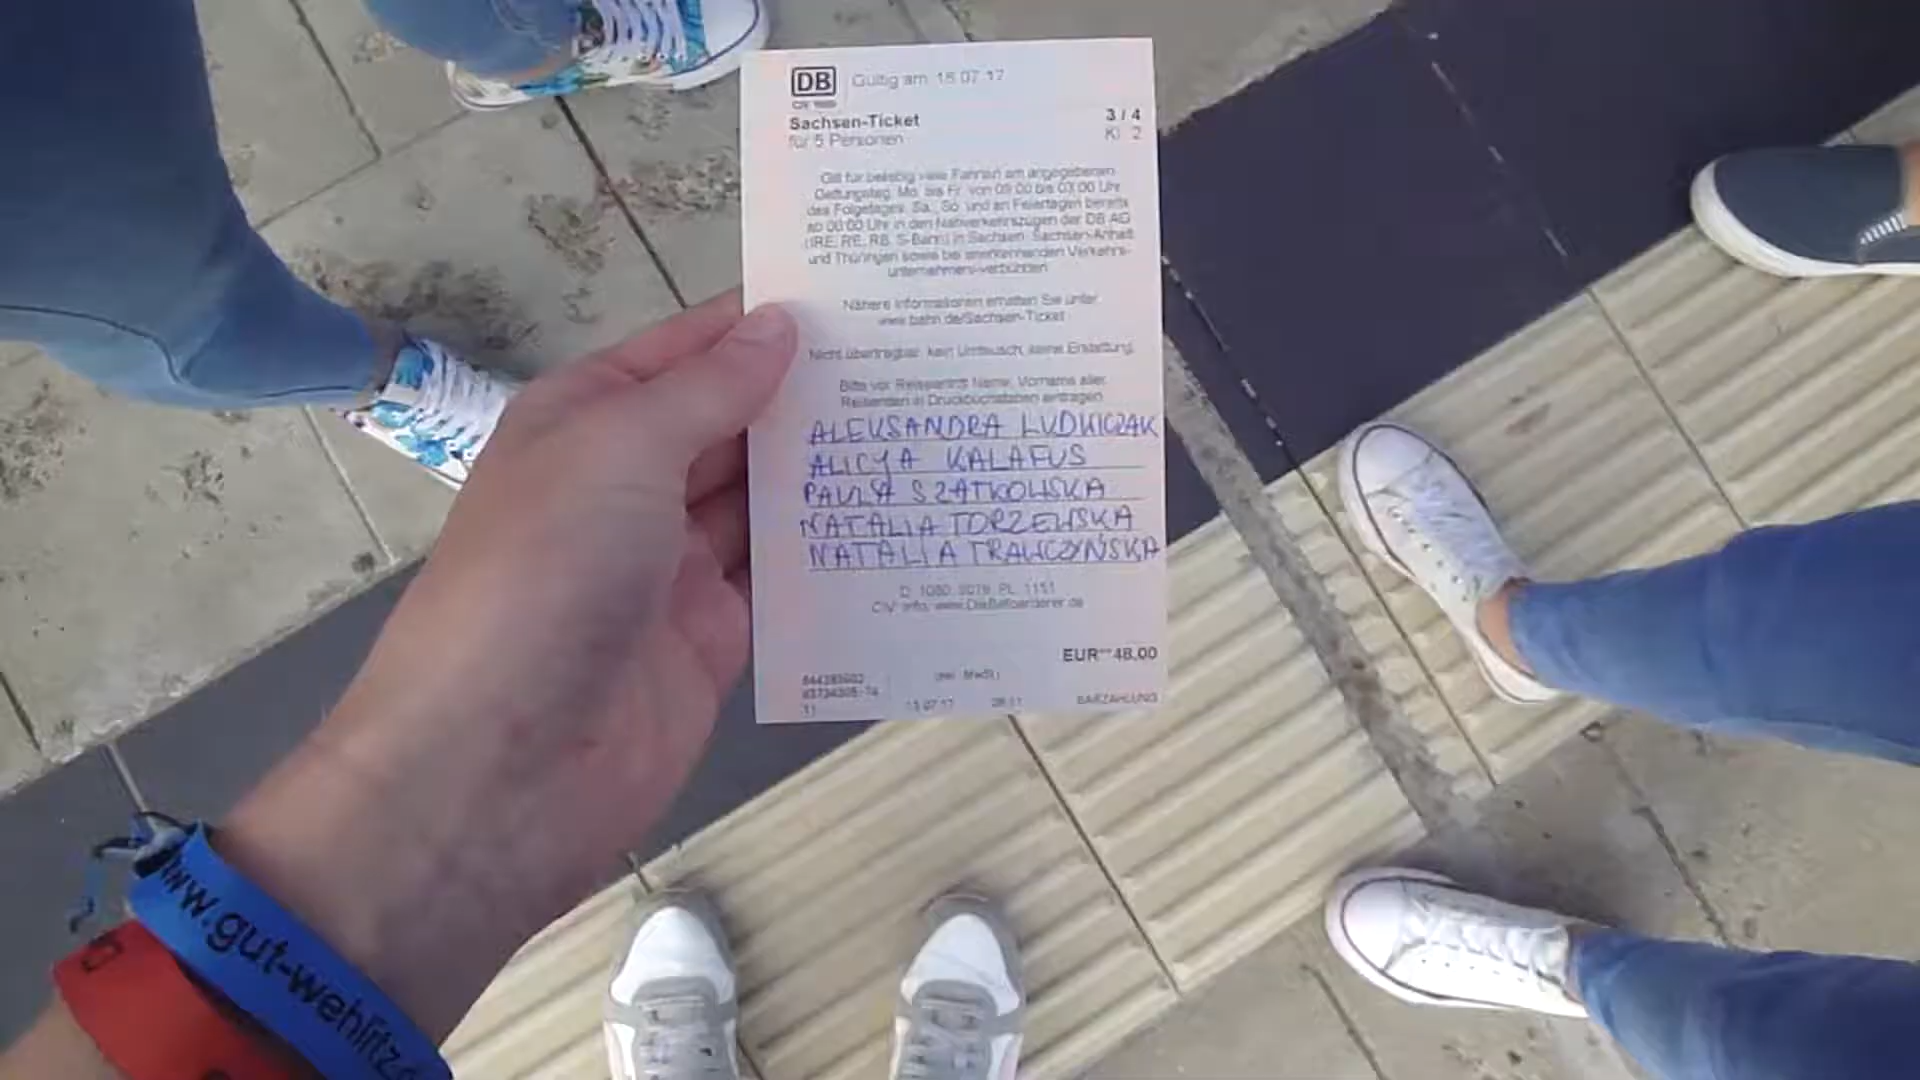 DB Gültig am 15.07.17
Sachsen-Ticket 3 / 4
für 5 Personen Kl. 2
Gilt für beliebig viele Fahrten am angegebenen
Geltungstag, Mo. bis Fr. von 09:00 bis 03:00 Uhr
des Folgetages, Sa., So. und an Feiertagen bereits
ab 00:00 Uhr in den Nahverkehrszügen der DB AG
(IRE, RE, RB, S-Bahn) in Sachsen, Sachsen-Anhalt
und Thüringen sowie bei anerkennenden Verkehrs-
unternehmen/-verbünden.
Nähere Informationen erhalten Sie unter
www.bahn.de/Sachsen-Ticket
Nicht übertragbar, kein Umtausch, keine Erstattung.
Bitte vor Reiseantritt Name, Vorname aller
Reisenden in Druckbuchstaben eintragen
ALEKSANDRA LUDWICZAK
ALICJA KALAFUS
PAULA SZATKOWSKA
NATALIA TORZEWSKA
NATALIA TRAWCZYŃSKA
EUR**48,00
(inkl. MwSt.)
15.07.17 BARZAHLUNG
www.gut-wehlitz